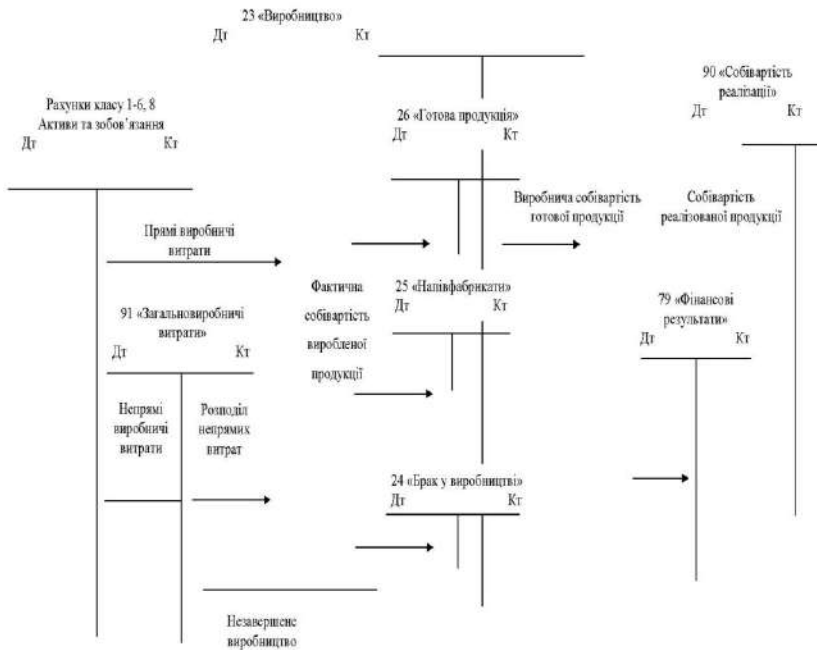 23 «Виробництво»
Дт Кт
90 «Собівартість
реалізації»
Дт Кт
Рахунки класу 1-6, 8
Активи та зобов’язання
Дт Кт
26 «Готова продукція»
Дт Кт
Виробнича собівартість
готової продукції
Собівартість
реалізованої продукції
Прямі виробничі
витрати
Фактична
собівартість
виробленої
продукції
25 «Напівфабрикати»
Дт Кт
79 «Фінансові
результати»
Дт Кт
91 «Загальновиробничі
витрати»
Дт Кт
Непрямі
виробничі
витрати
Розподіл
непрямих
витрат
24 «Брак у виробництві»
Дт Кт
Незавершене
виробництво